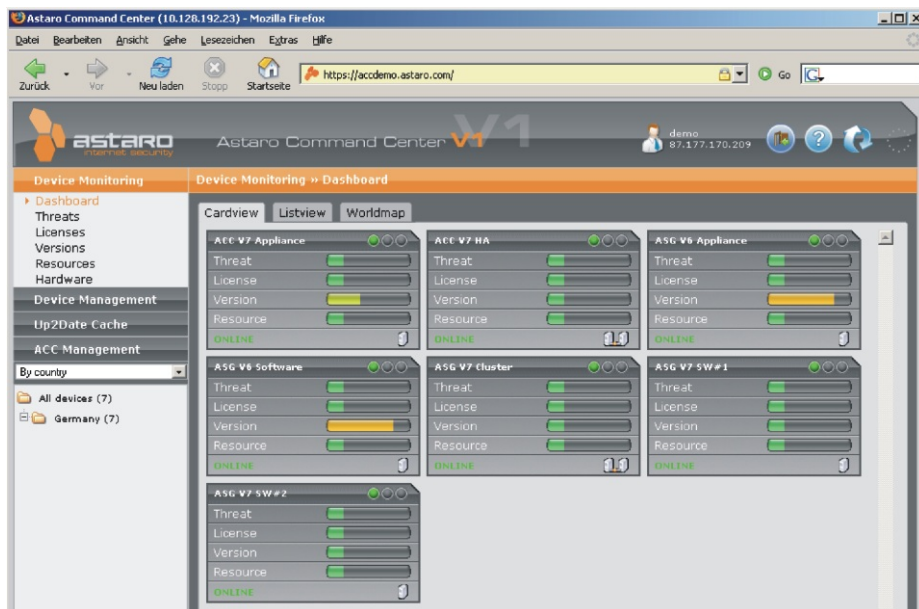 Astaro Command Center (10.128.192.23) - Mozilla Firefox
Datei Bearbeiten Ansicht Gehe Lesezeichen Extras Hilfe
Zurück Vor Neu laden Stopp Startseite https://accdemo.astaro.com/ Go G
astaro
internet security
Astaro Command Center V1
V1
demo
87.177.170.209
Device Monitoring
Dashboard
Threats
Licenses
Versions
Resources
Hardware
Device Management
Up2Date Cache
ACC Management
By country
All devices (7)
Germany (7)
Device Monitoring » Dashboard
Cardview Listview Worldmap
ACC V7 Appliance
Threat
License
Version
Resource
ONLINE
ACC V7 HA
Threat
License
Version
Resource
ONLINE
ASG V6 Appliance
Threat
License
Version
Resource
ONLINE
ASG V6 Software
Threat
License
Version
Resource
ONLINE
ASG V7 Cluster
Threat
License
Version
Resource
ONLINE
ASG V7 SW#1
Threat
License
Version
Resource
ONLINE
ASG V7 SW#2
Threat
License
Version
Resource
ONLINE